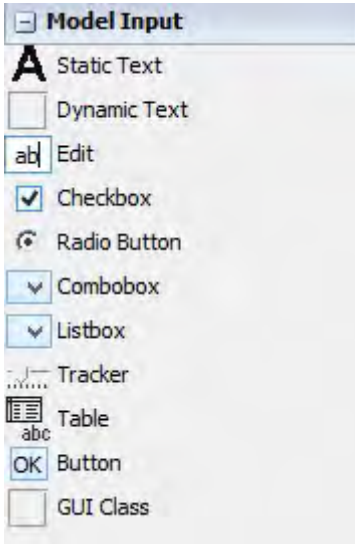 Model Input
A Static Text
Dynamic Text
ab Edit
Checkbox
Radio Button
Combobox
Listbox
Tracker
Table
abc
OK Button
GUI Class